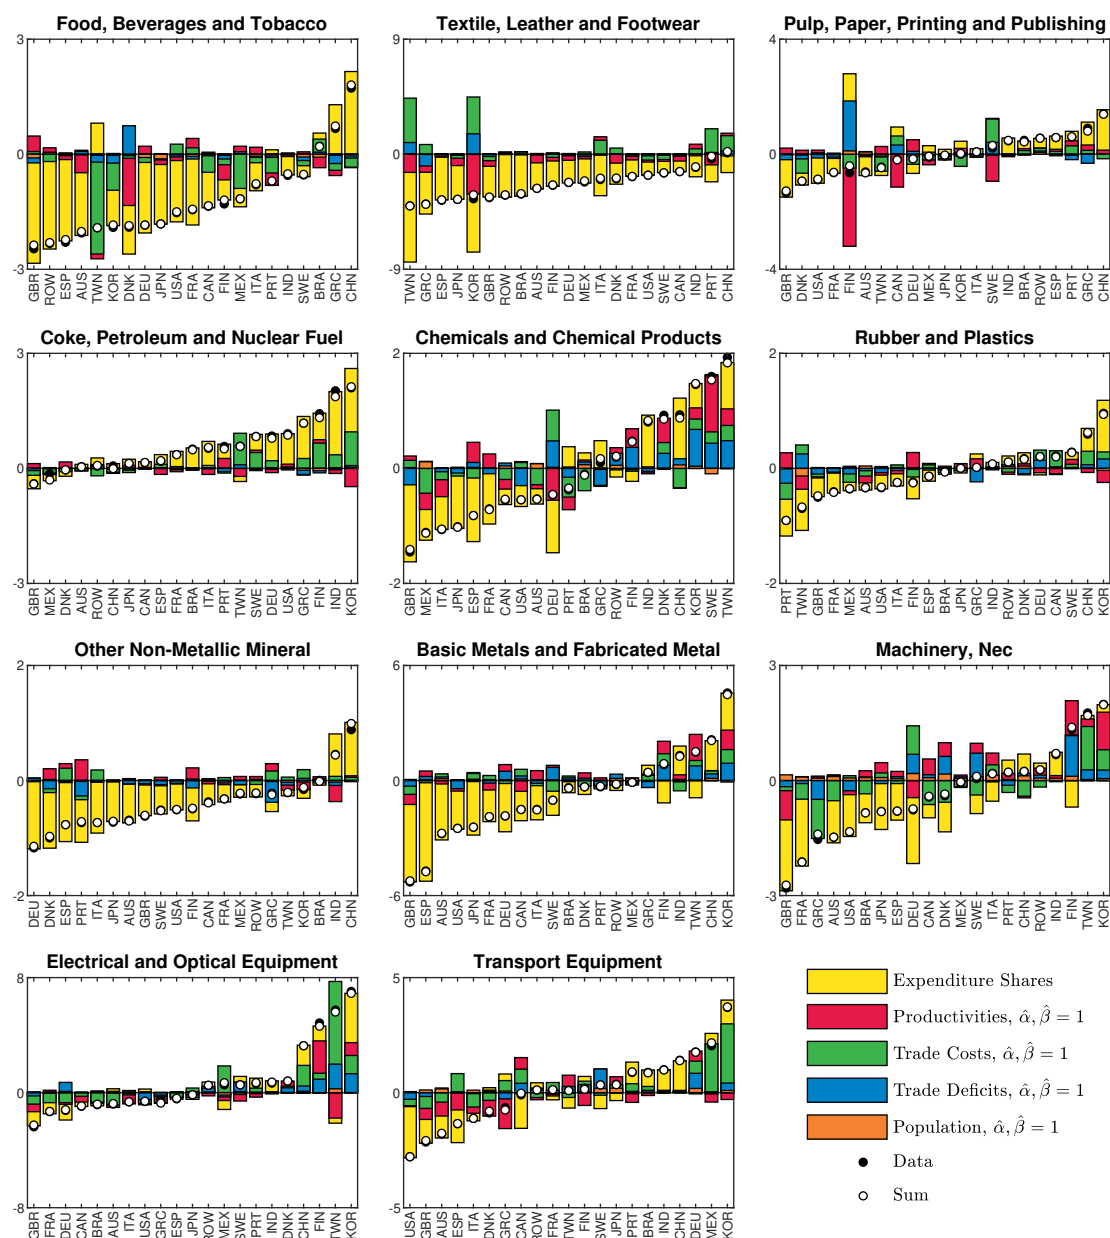 Food, Beverages and Tobacco
3
0
-3
GBR ROW ESP AUS TWN KOR DNK DEU JPN USA FRA CAN FIN MEX ITA PRT IND SWE BRA GRC CHN
Textile, Leather and Footwear
9
0
-9
TWN GRC ESP JPN KOR GBR ROW BRA AUS FIN DEU MEX ITA DNK FRA USA SWE CAN IND PRT CHN
Pulp, Paper, Printing and Publishing
4
0
-4
GBR DNK USA FRA FIN AUS TWN CAN DEU MEX JPN KOR ITA SWE IND BRA ROW ESP PRT GRC CHN
Coke, Petroleum and Nuclear Fuel
3
0
-3
GBR MEX DNK AUS ROW CHN JPN CAN ESP FRA BRA ITA PRT TWN SWE DEU USA GRC FIN IND KOR
Chemicals and Chemical Products
2
0
-2
GBR MEX ITA JPN ESP FRA CAN USA AUS DEU PRT BRA GRC ROW FIN IND DNK CHN KOR SWE TWN
Rubber and Plastics
2
0
-2
PRT TWN GBR FRA MEX AUS USA ITA FIN ESP BRA JPN GRC IND ROW DNK DEU CAN SWE CHN KOR
Other Non-Metallic Mineral
2
0
-2
DEU DNK ESP PRT ITA JPN AUS GBR SWE USA FIN CAN FRA MEX ROW GRC TWN KOR BRA IND CHN
Basic Metals and Fabricated Metal
6
0
-6
GBR ESP AUS USA JPN FRA DEU CAN ITA SWE BRA DNK PRT ROW MEX GRC FIN IND TWN CHN KOR
Machinery, Nec
3
0
-3
GBR FRA GRC AUS USA BRA JPN ESP DEU CAN DNK MEX SWE ITA PRT CHN ROW IND FIN TWN KOR
Electrical and Optical Equipment
8
0
-8
GBR FRA DEU CAN BRA AUS ITA USA GRC ESP JPN ROW MEX SWE PRT IND DNK CHN FIN TWN KOR
Transport Equipment
5
0
-5
USA GBR AUS ESP ITA DNK GRC CAN ROW FRA TWN FIN SWE JPN PRT BRA IND CHN DEU MEX KOR
Expenditure Shares
Productivities, α̂, β̂ = 1
Trade Costs, α̂, β̂ = 1
Trade Deficits, α̂, β̂ = 1
Population, α̂, β̂ = 1
Data
Sum